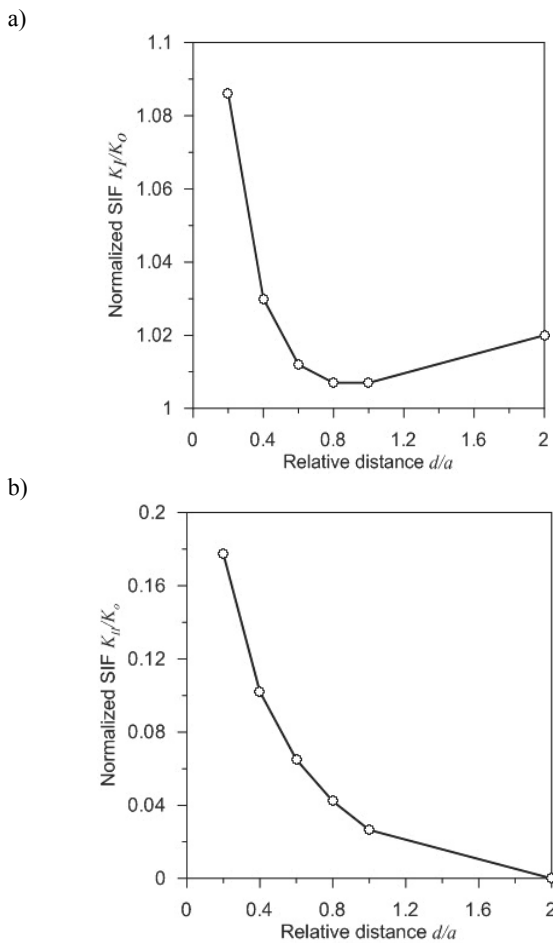 a)
1.1
1.08
1.06
1.04
1.02
1
Normalized SIF K_I/K_o
0 0.4 0.8 1.2 1.6 2
Relative distance d/a
b)
0.2
0.16
0.12
0.08
0.04
0
Normalized SIF K_II/K_o
0 0.4 0.8 1.2 1.6 2
Relative distance d/a